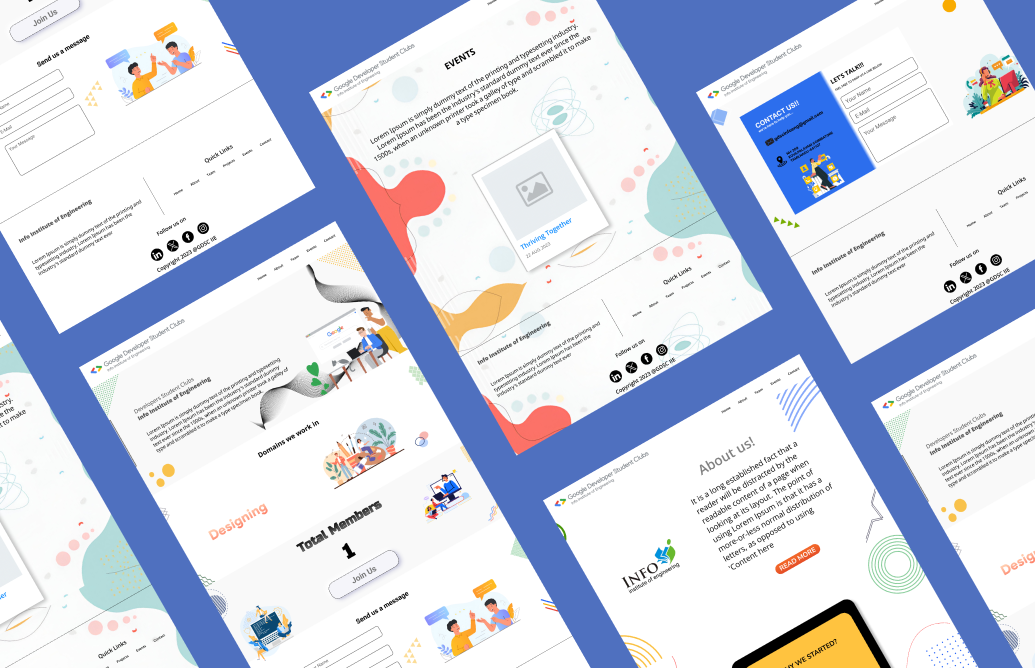 Join Us
Send us a message
Name
E-Mail
Your Message
Quick Links
Home
About
Team
Projects
Events
Contact
Info Institute of Engineering
Lorem Ipsum is simply dummy text of the printing and
typesetting industry. Lorem Ipsum has been the
industry's standard dummy text ever
Follow us on
Copyright 2023 @GDSC IIE
Google Developer Student Clubs
Info Institute of Engineering
EVENTS
Lorem Ipsum is simply dummy text of the printing and typesetting industry.
Lorem Ipsum has been the industry's standard dummy text ever since the
1500s, when an unknown printer took a galley of type and scrambled it to make
a type specimen book.
Thriving Together
22 AUG, 2023
Quick Links
Home
About
Team
Projects
Events
Contact
Info Institute of Engineering
Lorem Ipsum is simply dummy text of the printing and
typesetting industry. Lorem Ipsum has been the
industry's standard dummy text ever
Follow us on
Copyright 2023 @GDSC IIE
Google Developer Student Clubs
Info Institute of Engineering
CONTACT US!!
LET'S TALK!!!
Your Name
E-Mail
Your Message
Quick Links
Home
About
Team
Projects
Info Institute of Engineering
Lorem Ipsum is simply dummy text of the printing and
typesetting industry. Lorem Ipsum has been the
industry's standard dummy text ever
Follow us on
Copyright 2023 @GDSC IIE
Home
About
Team
Events
Contact
Google Developer Student Clubs
Info Institute of Engineering
Google
Developers Student Clubs
Info Institute of Engineering
Lorem Ipsum is simply dummy text of the printing and typesetting
industry. Lorem Ipsum has been the industry's standard dummy
text ever since the 1500s, when an unknown printer took a galley of
type and scrambled it to make a type specimen book.
Domains we work in
Designing
Total Members
1
Join Us
Send us a message
Name
Home
About
Team
Events
Contact
Google Developer Student Clubs
Info Institute of Engineering
About us!
It is a long established fact that a
reader will be distracted by the
readable content of a page when
looking at its layout. The point of
using Lorem Ipsum is that it has a
more-or-less normal distribution of
letters, as opposed to using
'Content here
READ MORE
INFO
institute of engineering
WE STARTED?
Google Developer Student Clubs
Info Institute of Engineering
Developers Student Clubs
Info Institute of Engineering
Lorem Ipsum is simply dummy text of the
industry. Lorem Ipsum has been the
text ever since the 1500s, when an
type and scrambled it to make
Desig
Quick Links
Home
About
Team
Projects
Events
Contact